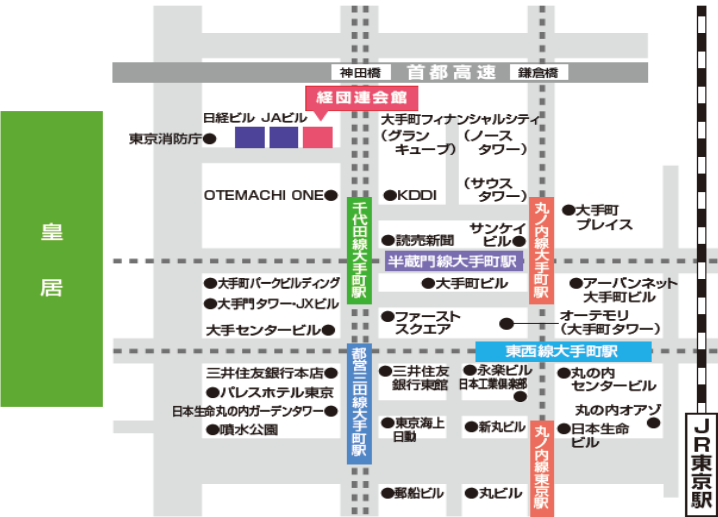 神田橋
首都高速
鎌倉橋
経団連会館
日経ビル JAビル
東京消防庁
大手町フィナンシャルシティ
(グラン
キューブ)
(ノース
タワー)
(サウス
タワー)
OTEMACHI ONE
KDDI
千代田線大手町駅
丸ノ内線大手町駅
大手町
プレイス
読売新聞
サンケイ
ビル
皇居
半蔵門線大手町駅
大手町パークビルディング
大手町ビル
アーバンネット
大手町ビル
大手門タワー・JXビル
大手センタービル
ファースト
スクエア
オーテモリ
(大手町タワー)
東西線大手町駅
都営三田線大手町駅
三井住友銀行本店
三井住友
銀行東館
永楽ビル
日本工業倶楽部
丸の内
センタービル
パレスホテル東京
日本生命丸の内ガーデンタワー
丸の内オアゾ
噴水公園
東京海上
日動
新丸ビル
日本生命
ビル
丸ノ内線東京駅
JR東京駅
郵船ビル
丸ビル